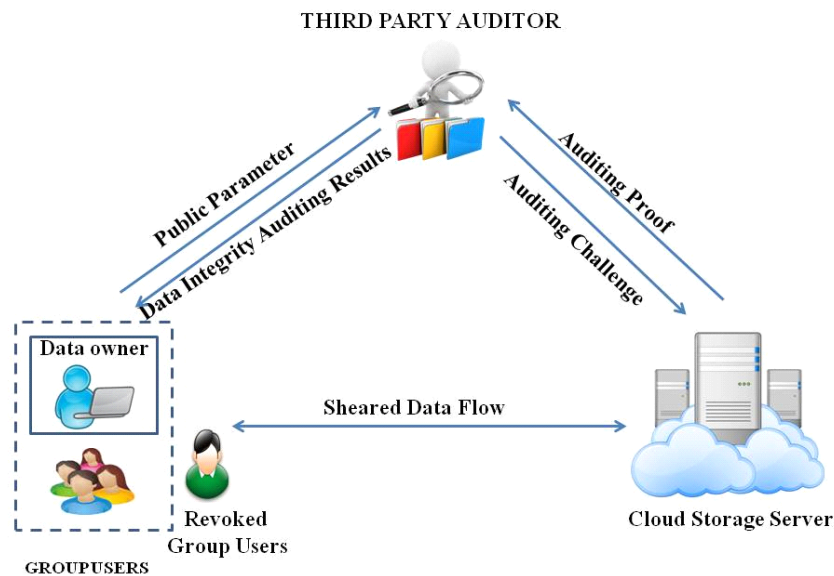 THIRD PARTY AUDITOR
Public Parameter
Data Integrity Auditing Results
Auditing Proof
Auditing Challenge
Data owner
Sheared Data Flow
Revoked
Group Users
Cloud Storage Server
GROUPUSERS